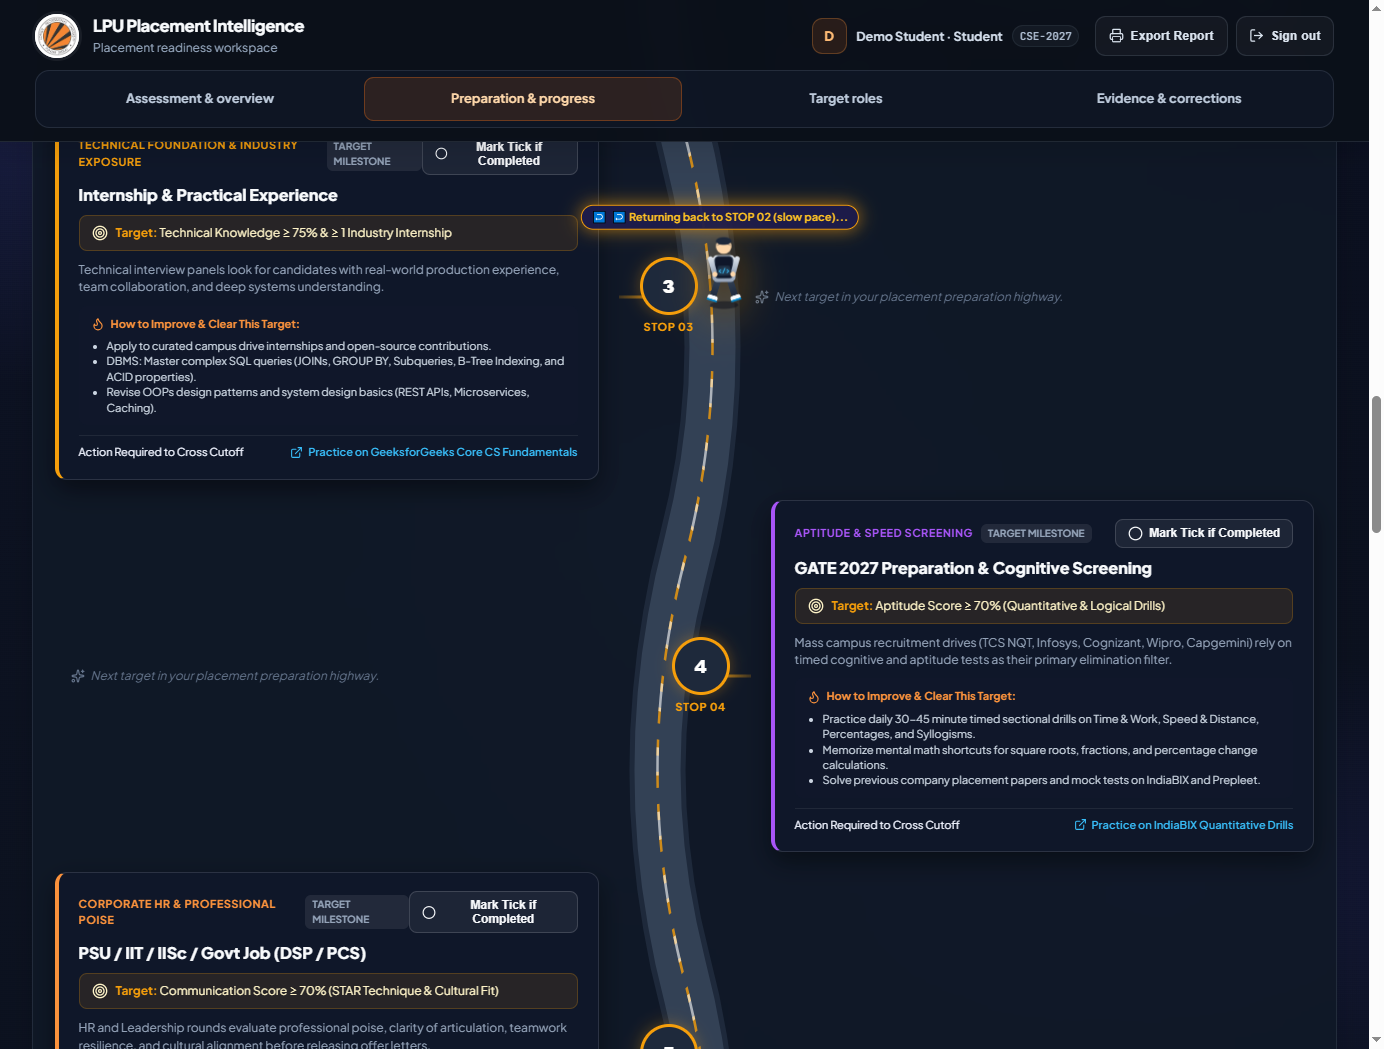 LPU Placement Intelligence
Placement readiness workspace
D
Demo Student · Student
CSE-2027
Export Report
Sign out
Assessment & overview
Preparation & progress
Target roles
Evidence & corrections
TECHNICAL FOUNDATION & INDUSTRY
EXPOSURE
TARGET
MILESTONE
Mark Tick if
Completed
Internship & Practical Experience
Target: Technical Knowledge ≥ 75% & ≥ 1 Industry Internship
Technical interview panels look for candidates with real-world production experience,
team collaboration, and deep systems understanding.
How to Improve & Clear This Target:
• Apply to curated campus drive internships and open-source contributions.
• DBMS: Master complex SQL queries (JOINs, GROUP BY, Subqueries, B-Tree Indexing, and
ACID properties).
• Revise OOPs design patterns and system design basics (REST APIs, Microservices,
Caching).
Action Required to Cross Cutoff
Practice on GeeksforGeeks Core CS Fundamentals
Returning back to STOP 02 (slow pace)...
</>
3
STOP 03
Next target in your placement preparation highway.
APTITUDE & SPEED SCREENING
TARGET MILESTONE
Mark Tick if Completed
GATE 2027 Preparation & Cognitive Screening
Target: Aptitude Score ≥ 70% (Quantitative & Logical Drills)
Mass campus recruitment drives (TCS NQT, Infosys, Cognizant, Wipro, Capgemini) rely on
timed cognitive and aptitude tests as their primary elimination filter.
How to Improve & Clear This Target:
• Practice daily 30–45 minute timed sectional drills on Time & Work, Speed & Distance,
Percentages, and Syllogisms.
• Memorize mental math shortcuts for square roots, fractions, and percentage change
calculations.
• Solve previous company placement papers and mock tests on IndiaBIX and Prepleet.
Action Required to Cross Cutoff
Practice on IndiaBIX Quantitative Drills
4
STOP 04
Next target in your placement preparation highway.
CORPORATE HR & PROFESSIONAL
POISE
TARGET
MILESTONE
Mark Tick if
Completed
PSU / IIT / IISc / Govt Job (DSP / PCS)
Target: Communication Score ≥ 70% (STAR Technique & Cultural Fit)
HR and Leadership rounds evaluate professional poise, clarity of articulation, teamwork
resilience, and cultural alignment before releasing offer letters.